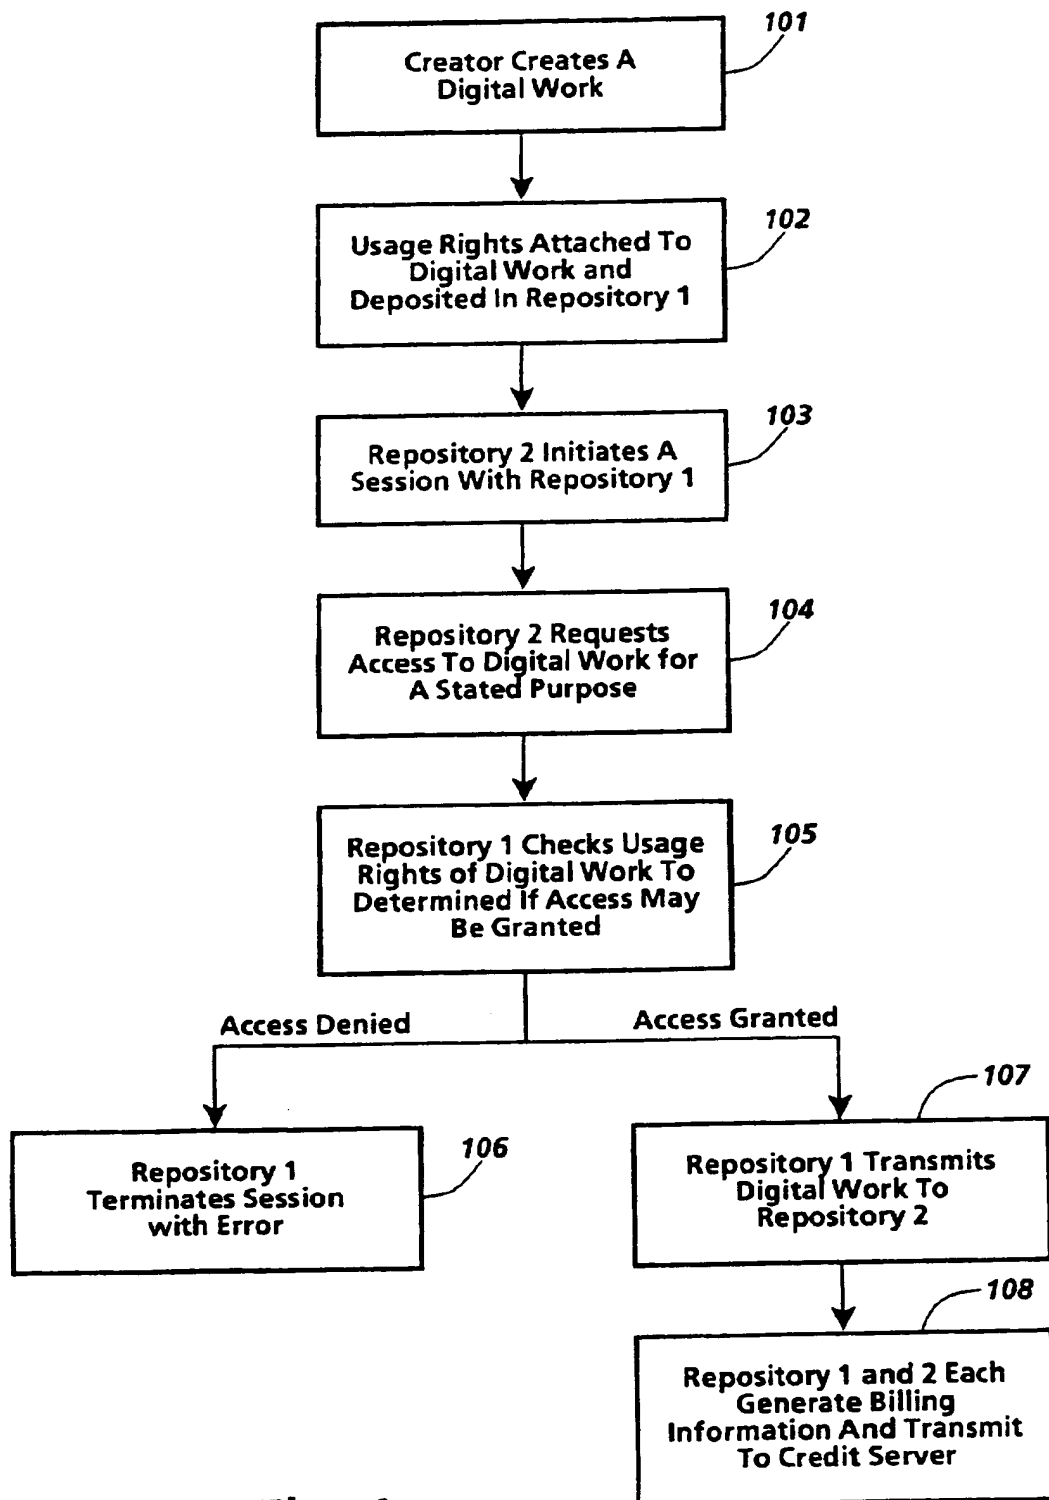 101
Creator Creates A
Digital Work
102
Usage Rights Attached To
Digital Work and
Deposited In Repository 1
103
Repository 2 Initiates A
Session With Repository 1
104
Repository 2 Requests
Access To Digital Work for
A Stated Purpose
105
Repository 1 Checks Usage
Rights of Digital Work To
Determined If Access May
Be Granted
Access Denied
Access Granted
106
Repository 1
Terminates Session
with Error
107
Repository 1 Transmits
Digital Work To
Repository 2
108
Repository 1 and 2 Each
Generate Billing
Information And Transmit
To Credit Server